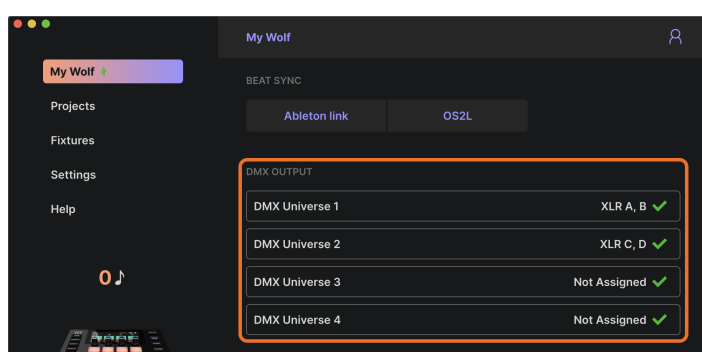 My Wolf
My Wolf
BEAT SYNC
Projects
Ableton link
OS2L
Fixtures
Settings
DMX OUTPUT
Help
DMX Universe 1
XLR A, B
DMX Universe 2
XLR C, D
DMX Universe 3
Not Assigned
DMX Universe 4
Not Assigned
0